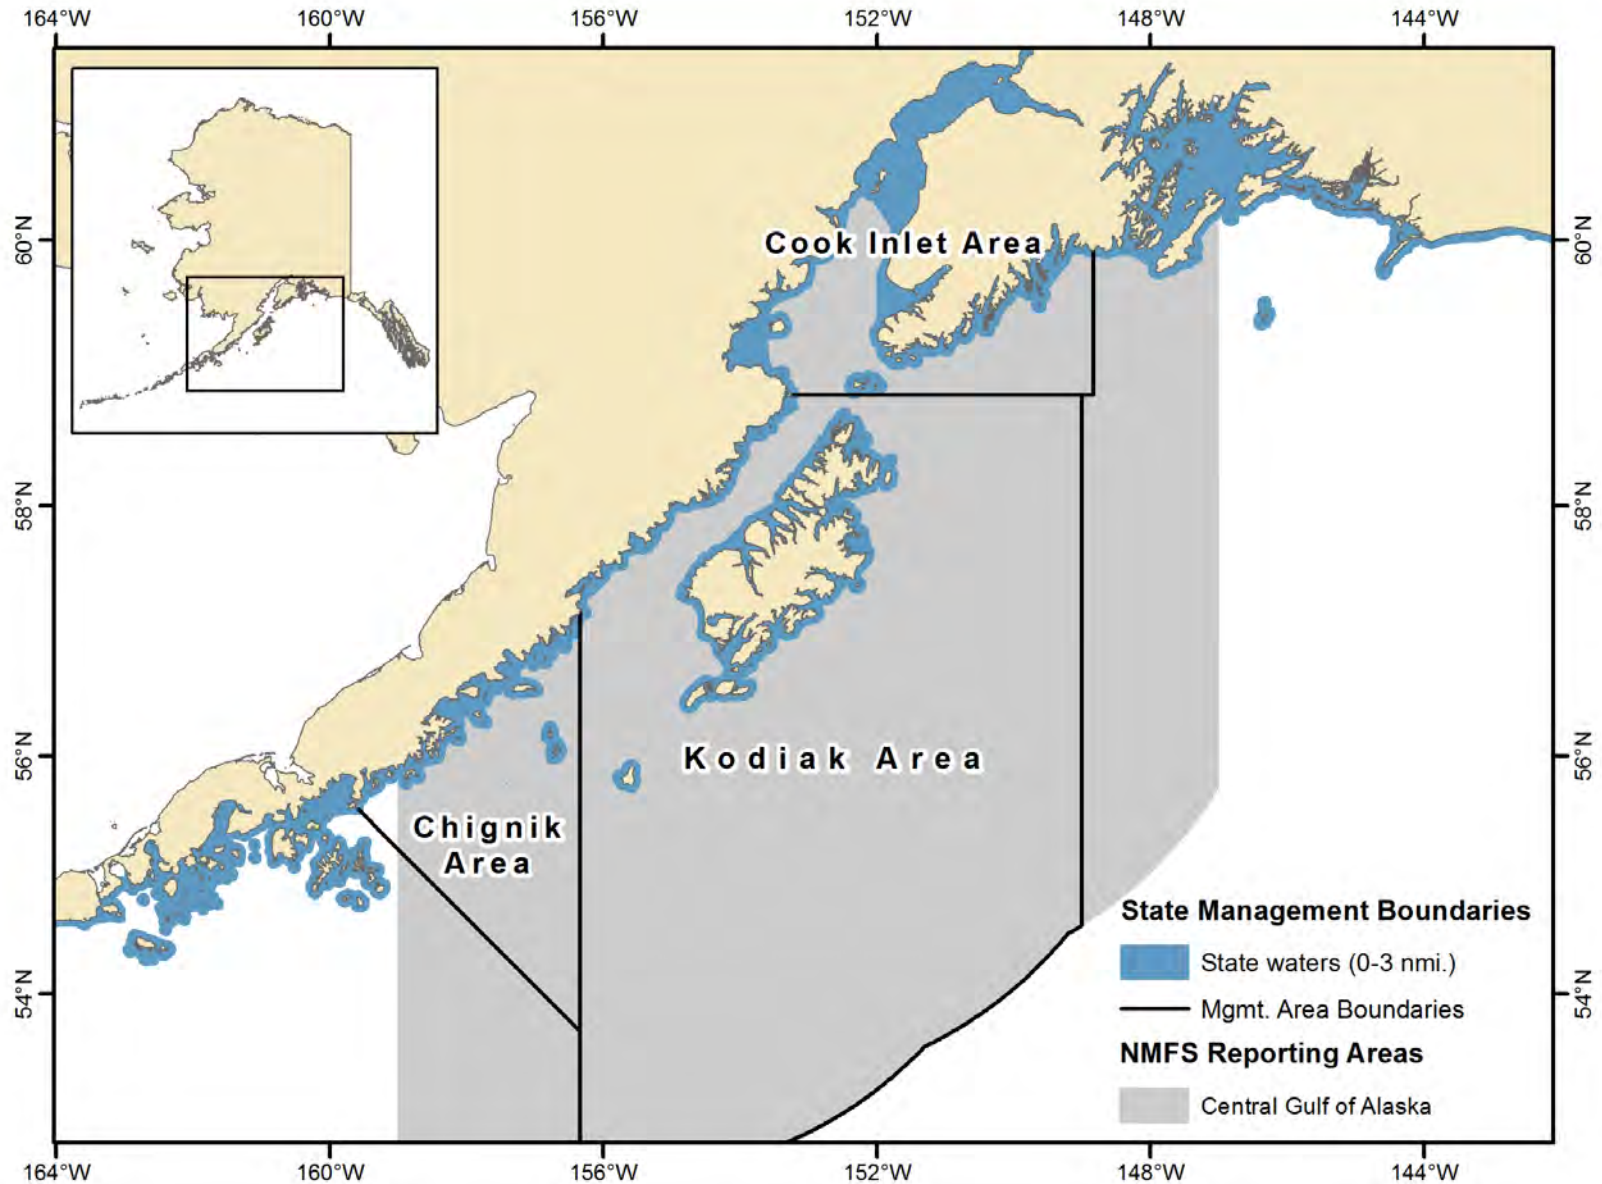 164°W 160°W 156°W 152°W 148°W 144°W
60°N 60°N
Cook Inlet Area
58°N 58°N
56°N 56°N
Kodiak Area
Chignik
Area
State Management Boundaries
State waters (0-3 nmi.)
54°N 54°N
Mgmt. Area Boundaries
NMFS Reporting Areas
Central Gulf of Alaska
164°W 160°W 156°W 152°W 148°W 144°W